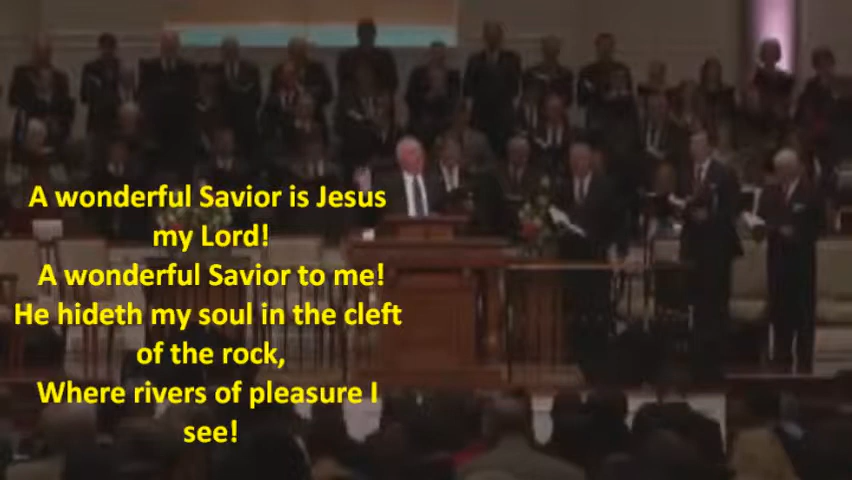 A wonderful Savior is Jesus
my Lord!
A wonderful Savior to me!
He hideth my soul in the cleft
of the rock,
Where rivers of pleasure I
see!